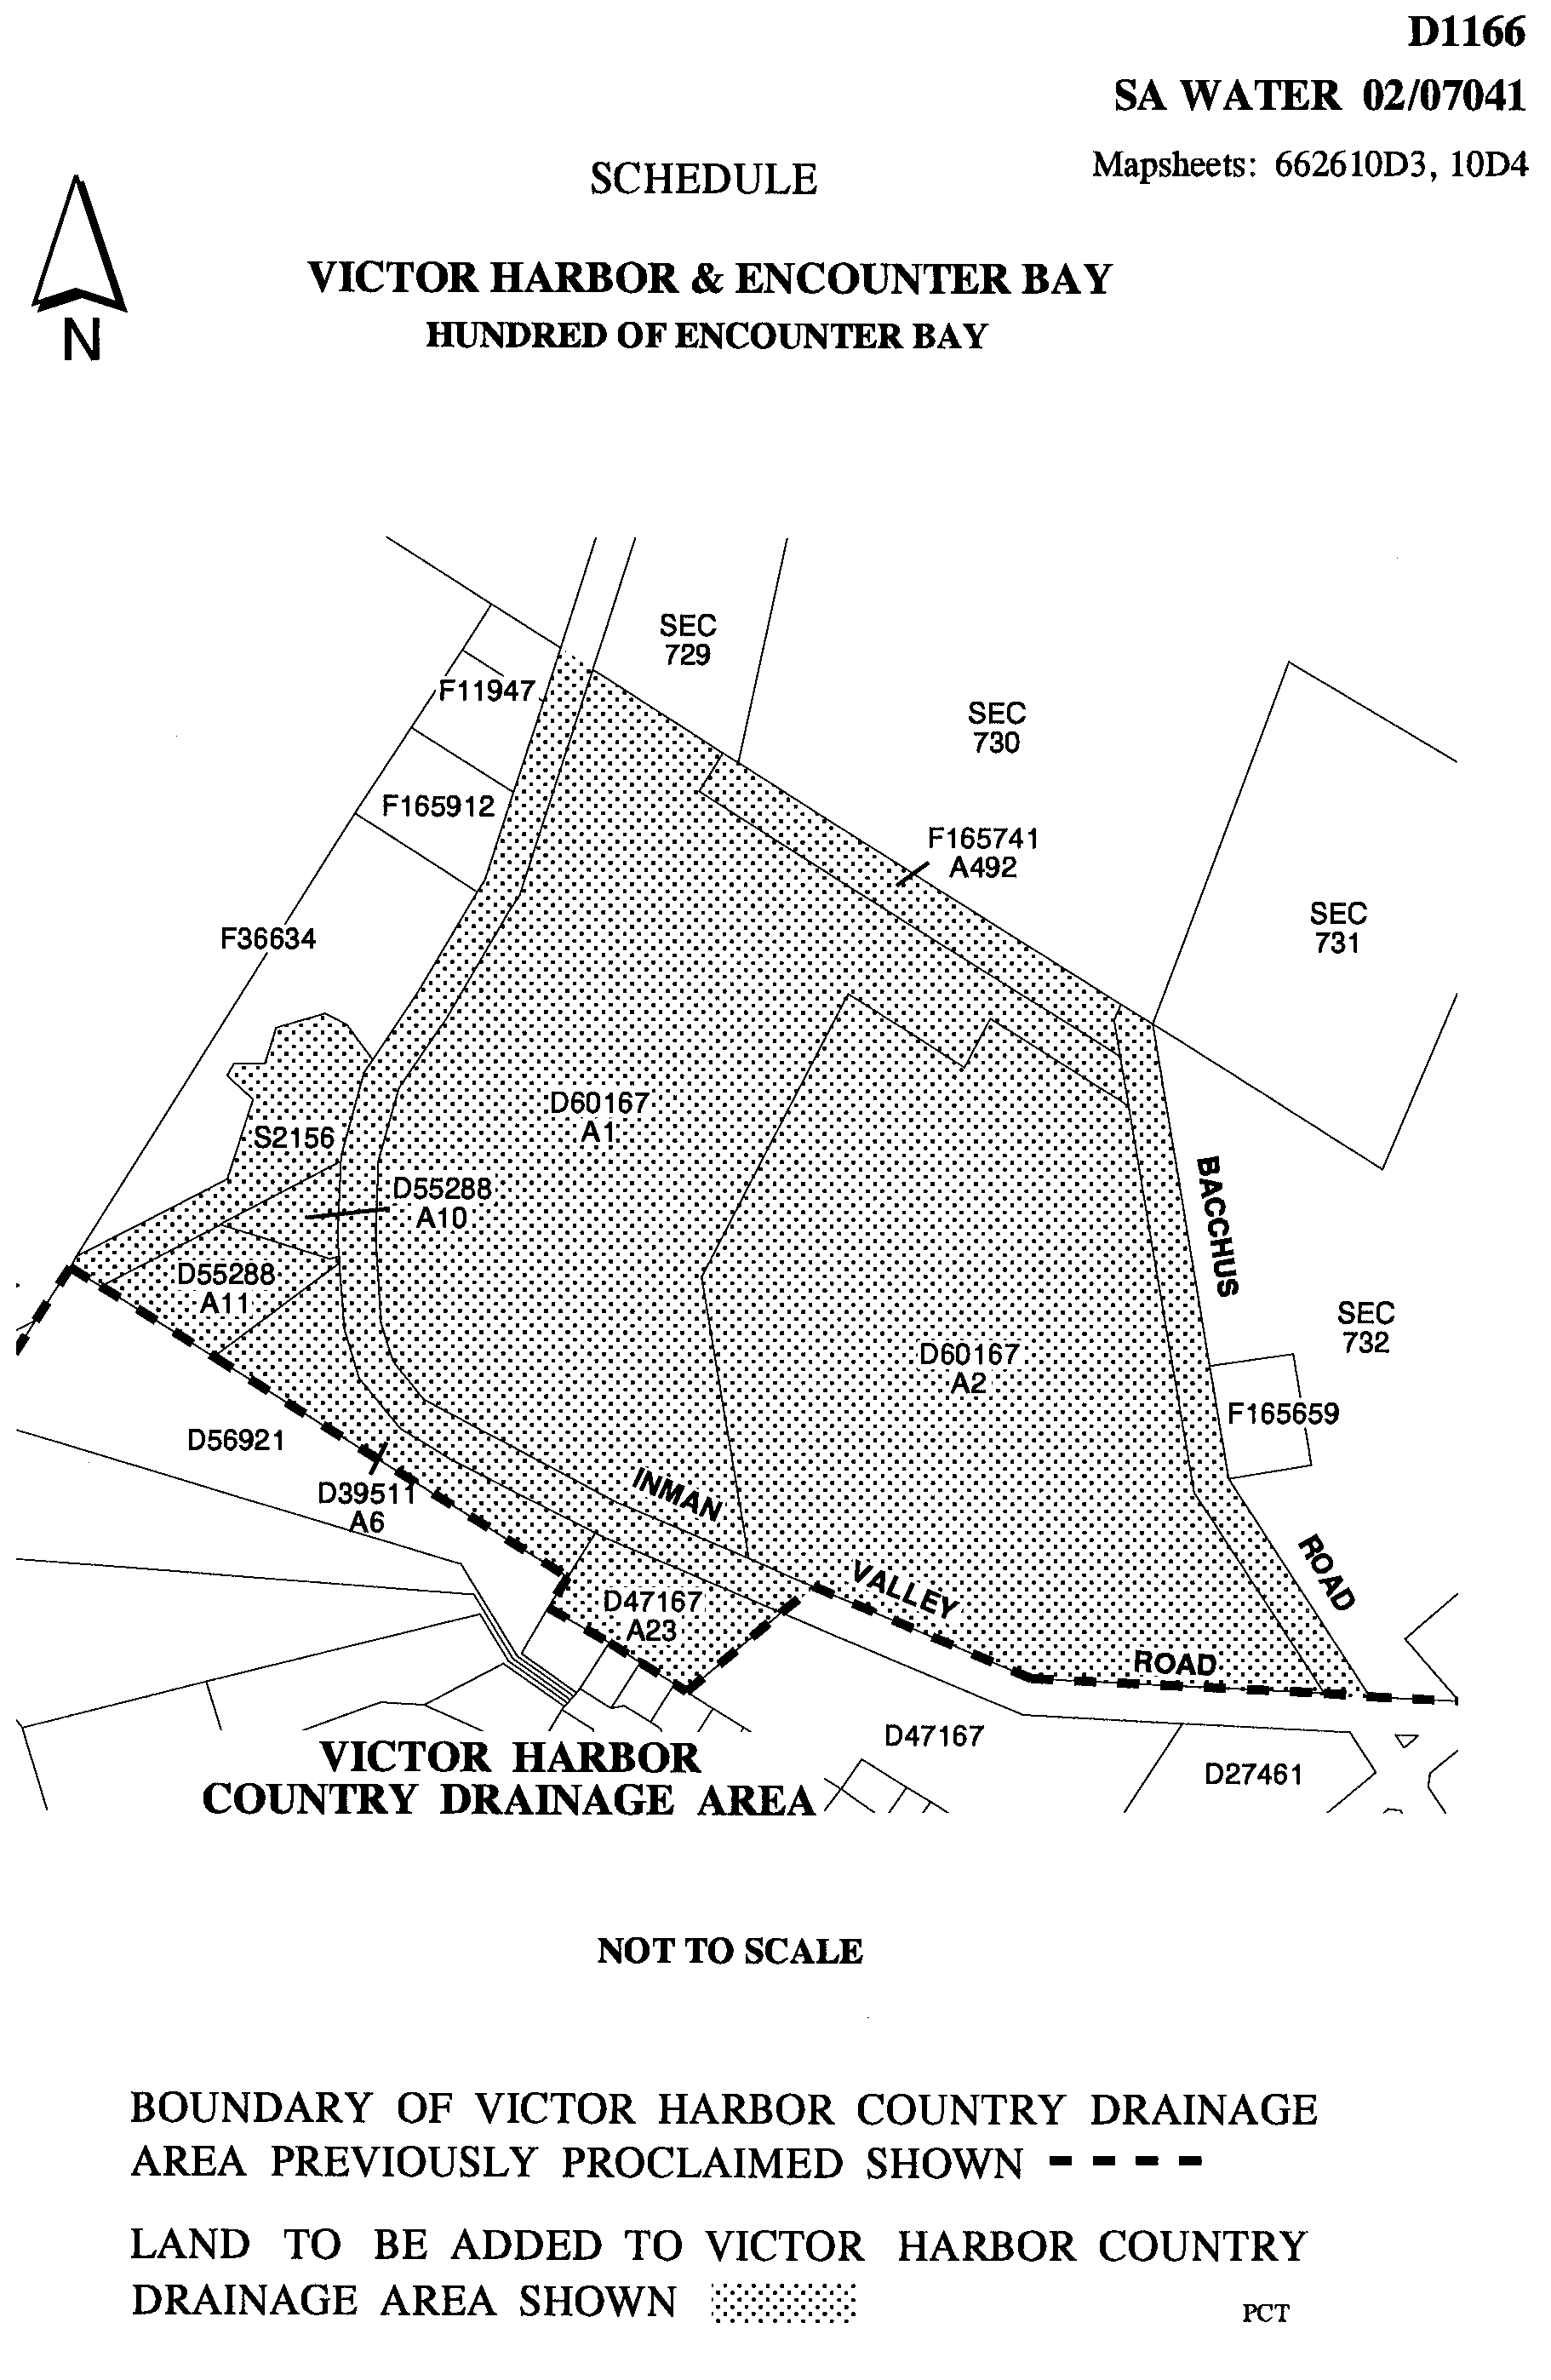 D1166
SA WATER 02/07041
Mapsheets: 662610D3, 10D4
SCHEDULE
N
VICTOR HARBOR & ENCOUNTER BAY
HUNDRED OF ENCOUNTER BAY
SEC
729
F11947
SEC
730
F165912
F165741
A492
SEC
731
F36634
D60167
A1
S2156
BACCHUS
D55288
A10
D55288
A11
SEC
732
D60167
A2
F165659
D56921
D39511
A6
INMAN
ROAD
VALLEY
D47167
A23
ROAD
D47167
D27461
VICTOR HARBOR
COUNTRY DRAINAGE AREA
NOT TO SCALE
BOUNDARY OF VICTOR HARBOR COUNTRY DRAINAGE
AREA PREVIOUSLY PROCLAIMED SHOWN
LAND TO BE ADDED TO VICTOR HARBOR COUNTRY
DRAINAGE AREA SHOWN
PCT